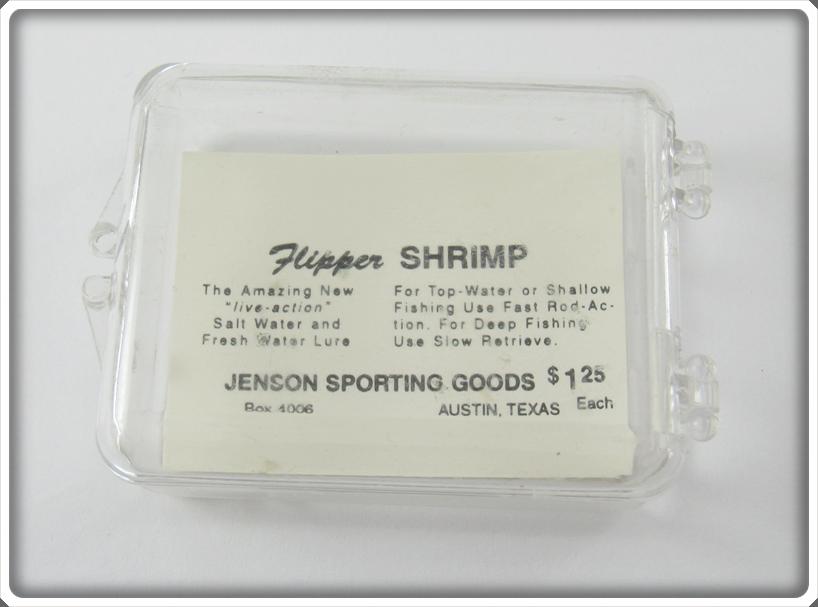 Flipper SHRIMP
The Amazing New
"live-action"
Salt Water and
Fresh Water Lure
For Top-Water or Shallow
Fishing Use Fast Rod-Ac-
tion. For Deep Fishing
Use Slow Retrieve.
JENSON SPORTING GOODS $1 25
Box 4006 AUSTIN, TEXAS Each